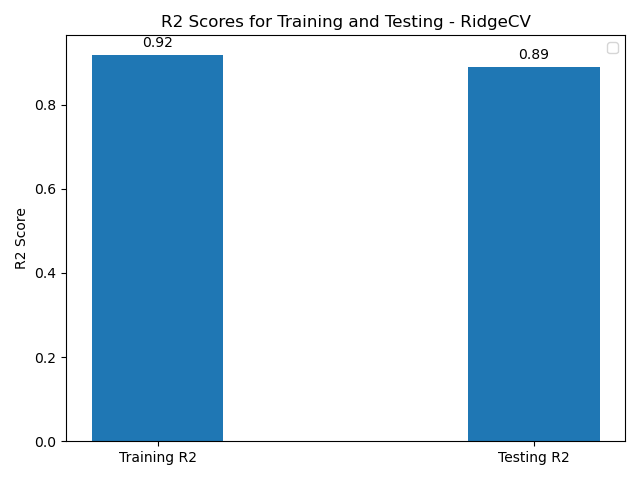 R2 Scores for Training and Testing - RidgeCV
0.92
0.89
0.8
0.6
0.4
0.2
0.0
R2 Score
Training R2
Testing R2